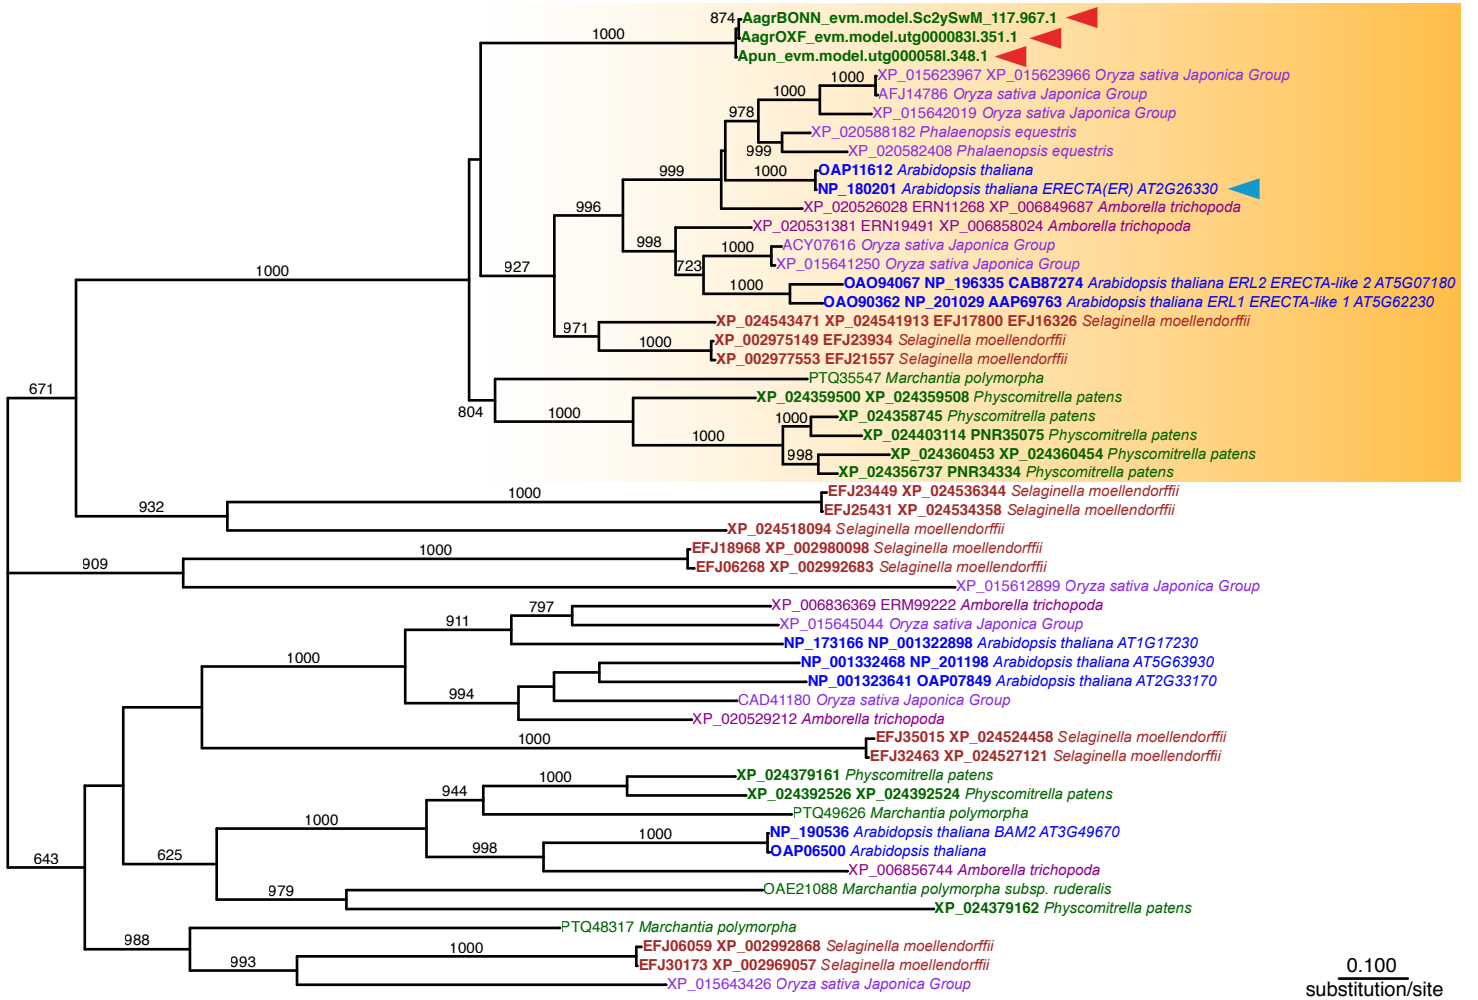 874 AagrBONN_evm.model.Sc2ySwM_117.967.1
1000 AagrOXF_evm.model.utg000083l.351.1
Apun_evm.model.utg000058l.348.1
1000 XP_015623967 XP_015623966 Oryza sativa Japonica Group
1000 AFJ14786 Oryza sativa Japonica Group
978 XP_015642019 Oryza sativa Japonica Group
XP_020588182 Phalaenopsis equestris
999 XP_020582408 Phalaenopsis equestris
999 1000 OAP11612 Arabidopsis thaliana
NP_180201 Arabidopsis thaliana ERECTA(ER) AT2G26330
996 XP_020526028 ERN11268 XP_006849687 Amborella trichopoda
XP_020531381 ERN19491 XP_006858024 Amborella trichopoda
998 1000 ACY07616 Oryza sativa Japonica Group
1000 927 723 XP_015641250 Oryza sativa Japonica Group
1000 OAO94067 NP_196335 CAB87274 Arabidopsis thaliana ERL2 ERECTA-like 2 AT5G07180
OAO90362 NP_201029 AAP69763 Arabidopsis thaliana ERL1 ERECTA-like 1 AT5G62230
971 XP_024543471 XP_024541913 EFJ17800 EFJ16326 Selaginella moellendorffii
1000 XP_002975149 EFJ23934 Selaginella moellendorffii
XP_002977553 EFJ21557 Selaginella moellendorffii
PTQ35547 Marchantia polymorpha
671 XP_024359500 XP_024359508 Physcomitrella patens
804 1000 1000 XP_024358745 Physcomitrella patens
1000 XP_024403114 PNR35075 Physcomitrella patens
998 XP_024360453 XP_024360454 Physcomitrella patens
XP_024356737 PNR34334 Physcomitrella patens
1000 EFJ23449 XP_024536344 Selaginella moellendorffii
932 EFJ25431 XP_024534358 Selaginella moellendorffii
XP_024518094 Selaginella moellendorffii
1000 EFJ18968 XP_002980098 Selaginella moellendorffii
909 EFJ06268 XP_002992683 Selaginella moellendorffii
XP_015612899 Oryza sativa Japonica Group
797 XP_006836369 ERM99222 Amborella trichopoda
911 XP_015645044 Oryza sativa Japonica Group
NP_173166 NP_001322898 Arabidopsis thaliana AT1G17230
1000 NP_001332468 NP_201198 Arabidopsis thaliana AT5G63930
NP_001323641 OAP07849 Arabidopsis thaliana AT2G33170
994 CAD41180 Oryza sativa Japonica Group
XP_020529212 Amborella trichopoda
1000 EFJ35015 XP_024524458 Selaginella moellendorffii
EFJ32463 XP_024527121 Selaginella moellendorffii
1000 XP_024379161 Physcomitrella patens
944 XP_024392526 XP_024392524 Physcomitrella patens
1000 PTQ49626 Marchantia polymorpha
1000 NP_190536 Arabidopsis thaliana BAM2 AT3G49670
643 625 998 OAP06500 Arabidopsis thaliana
XP_006856744 Amborella trichopoda
979 OAE21088 Marchantia polymorpha subsp. ruderalis
XP_024379162 Physcomitrella patens
PTQ48317 Marchantia polymorpha
988 1000 EFJ06059 XP_002992868 Selaginella moellendorffii
993 EFJ30173 XP_002969057 Selaginella moellendorffii
XP_015643426 Oryza sativa Japonica Group
0.100
substitution/site